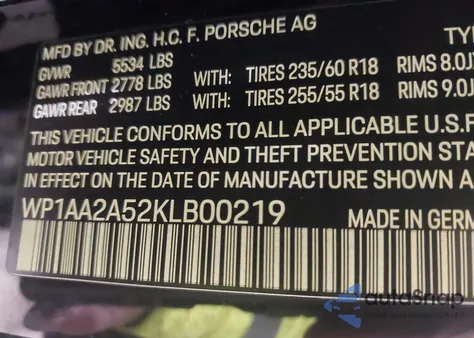 MFD BY DR. ING. H.C. F. PORSCHE AG
GVWR 5534 LBS
GAWR FRONT 2778 LBS WITH: TIRES 235/60 R18 RIMS 8.0J
GAWR REAR 2987 LBS WITH: TIRES 255/55 R18 RIMS 9.0J
THIS VEHICLE CONFORMS TO ALL APPLICABLE U.S.F
MOTOR VEHICLE SAFETY AND THEFT PREVENTION STA
IN EFFECT ON THE DATE OF MANUFACTURE SHOWN A
WP1AA2A52KLB00219 MADE IN GERM
autoSnap